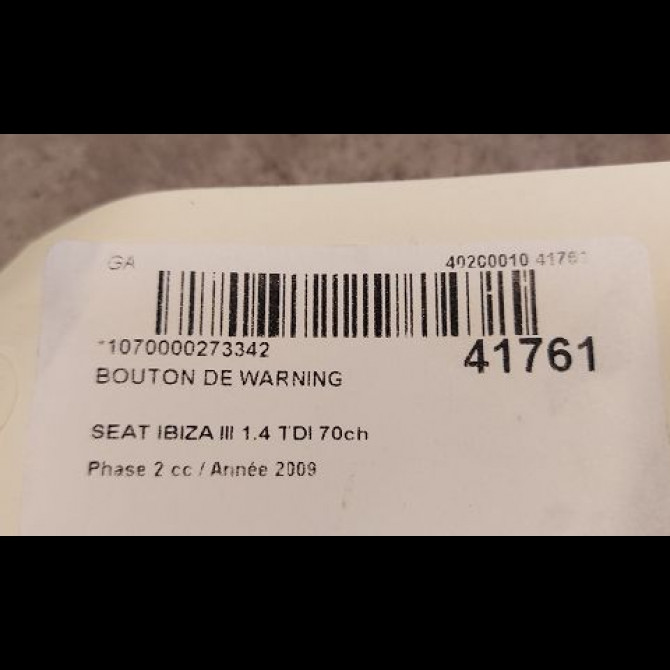 GA 40200010 41761
*1070000273342 41761
BOUTON DE WARNING
SEAT IBIZA III 1.4 TDI 70ch
Phase 2 cc / Année 2009